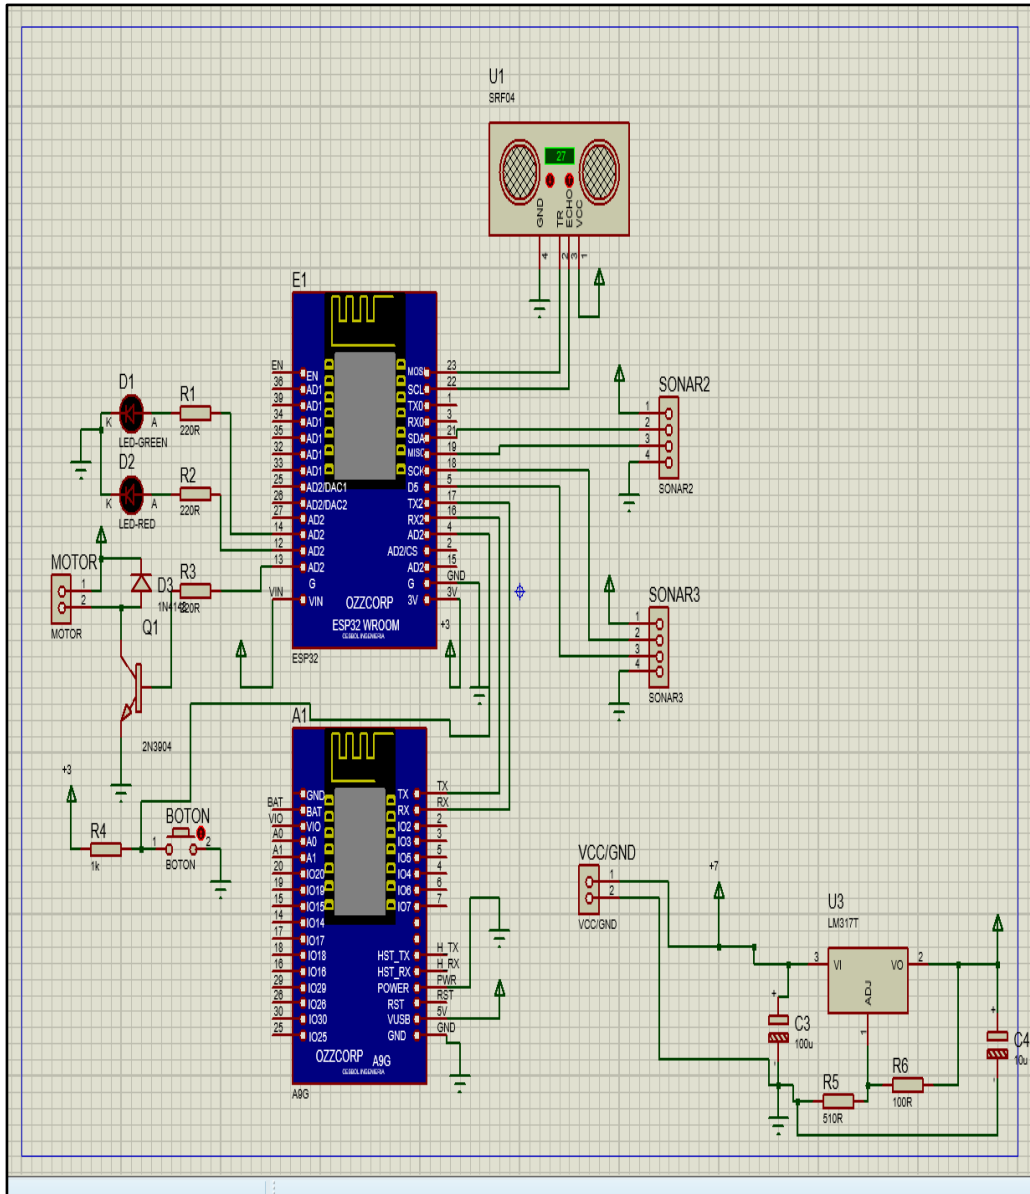 U1
SRF04
27
GND
TR
ECHO
VCC
4
2
3
1
E1
EN
36
39
34
35
32
33
25
26
27
14
12
13
VIN
EN
AD1
AD1
AD1
AD1
AD1
AD1
AD2/DAC1
AD2/DAC2
AD2
AD2
AD2
AD2
G
VIN
MOSI
SCL
TX0
RX0
SDA
MISO
SCK
D5
TX2
RX2
AD2
AD2/CS
AD2
G
3V
23
22
1
3
21
19
18
5
17
16
4
2
15
GND
3V
OZZCORP
ESP32 WROOM
CESBOL INGENIERIA
ESP32
D1
K
A
LED-GREEN
R1
220R
D2
K
A
LED-RED
R2
220R
MOTOR
1
2
MOTOR
D3
R3
220R
Q1
2N3904
+3
SONAR2
1
2
3
4
SONAR2
SONAR3
1
2
3
4
SONAR3
A1
BAT
VIO
A0
A1
20
19
15
14
17
18
16
29
26
30
25
GND
BAT
VIO
A0
A1
IO20
IO19
IO15
IO14
IO17
IO18
IO16
IO29
IO26
IO30
IO25
TX
RX
IO2
IO3
IO5
IO4
IO6
IO7
HST_TX
HST_RX
POWER
RST
VUSB
GND
TX
RX
2
3
5
4
6
7
H_TX
H_RX
PWR
RST
5V
GND
OZZCORP A9G
CESBOL INGENIERIA
A9G
+3
R4
1k
BOTON
1
2
BOTON
VCC/GND
1
2
VCC/GND
+7
U3
LM317T
3
VI
VO
2
ADJ
1
+
C3
100u
-
R5
510R
R6
100R
+
C4
10u
-